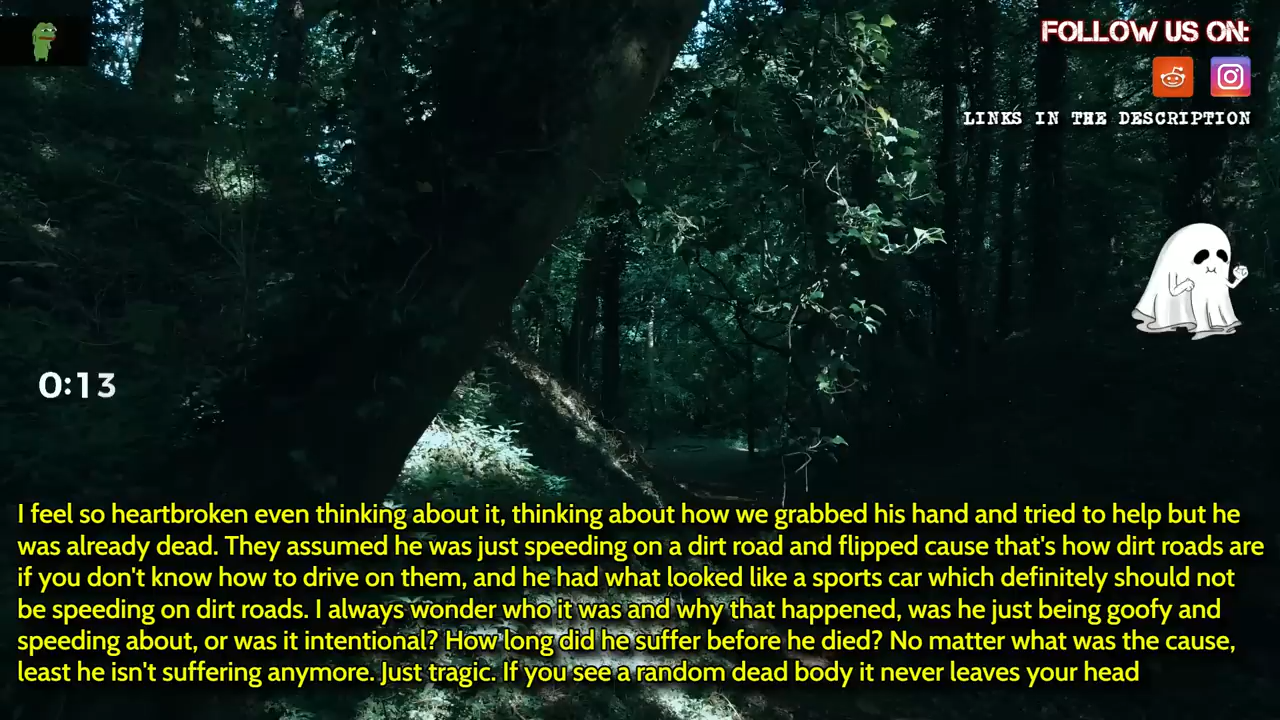 FOLLOW US ON:
LINKS IN THE DESCRIPTION
0:13
I feel so heartbroken even thinking about it, thinking about how we grabbed his hand and tried to help but he
was already dead. They assumed he was just speeding on a dirt road and flipped cause that's how dirt roads are
if you don't know how to drive on them, and he had what looked like a sports car which definitely should not
be speeding on dirt roads. I always wonder who it was and why that happened, was he just being goofy and
speeding about, or was it intentional? How long did he suffer before he died? No matter what was the cause,
least he isn't suffering anymore. Just tragic. If you see a random dead body it never leaves your head